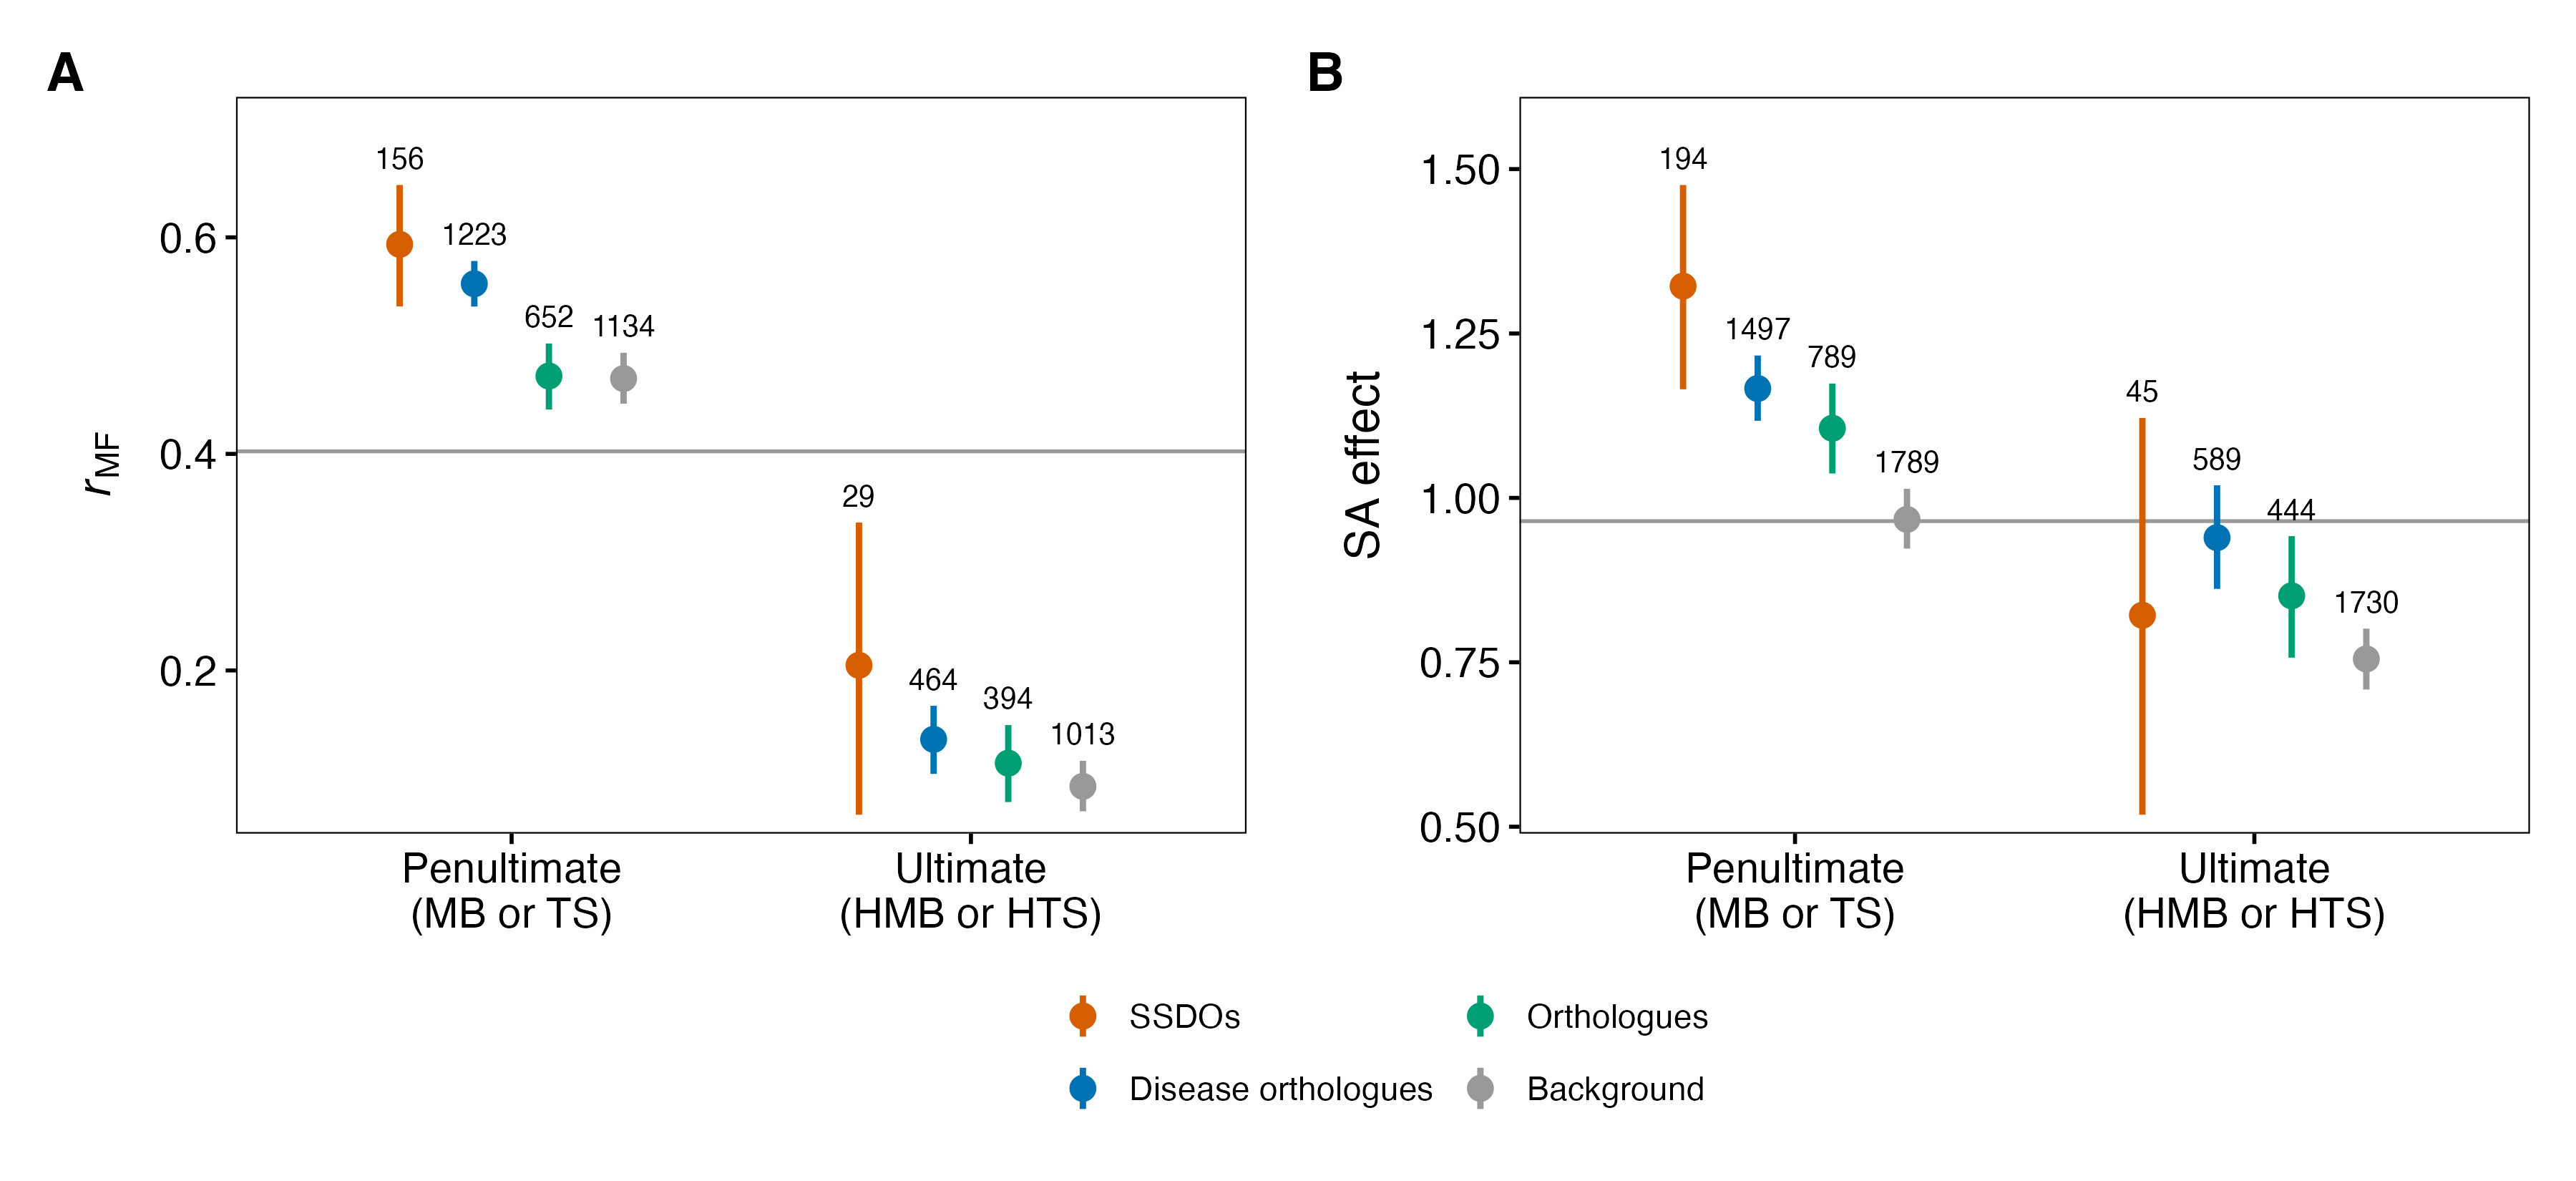 A
B
156
1223
652
1134
29
464
394
1013
0.6
0.4
0.2
rMF
Penultimate
(MB or TS)
Ultimate
(HMB or HTS)
194
1497
789
1789
45
589
444
1730
1.50
1.25
1.00
0.75
0.50
SA effect
Penultimate
(MB or TS)
Ultimate
(HMB or HTS)
SSDOs
Orthologues
Disease orthologues
Background